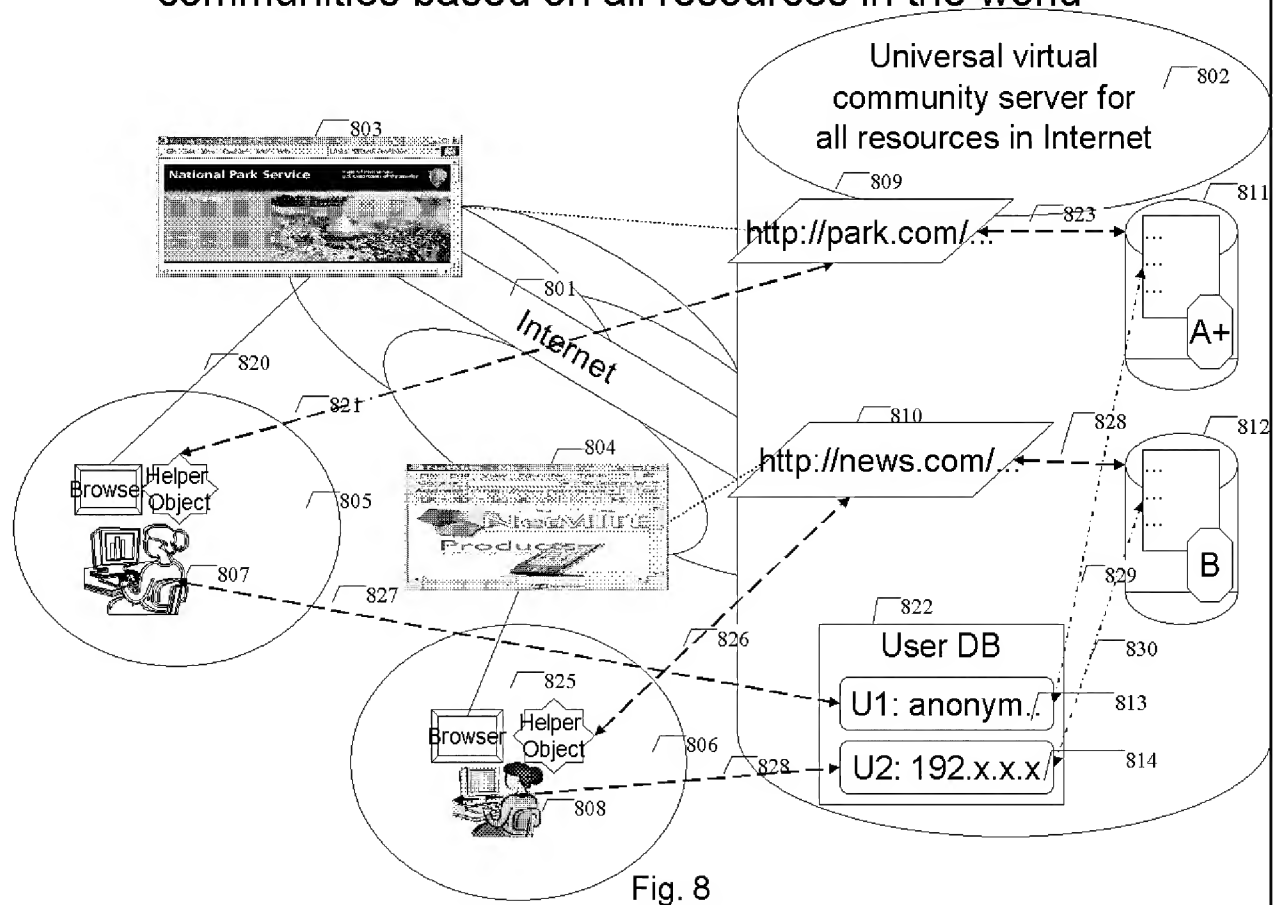 communities based on all resources in the world
Universal virtual
community server for
all resources in Internet
802
803
National Park Service
809
811
http://park.com/...
823
...
...
...
A+
801
Internet
820
821
810
828
812
804
http://news.com/...
...
...
...
B
Products
Browser
Helper
Object
805
807
827
829
822
User DB
826
830
825
U1: anonym..
813
Browser
Helper
Object
806
U2: 192.x.x.x
814
828
808
Fig. 8